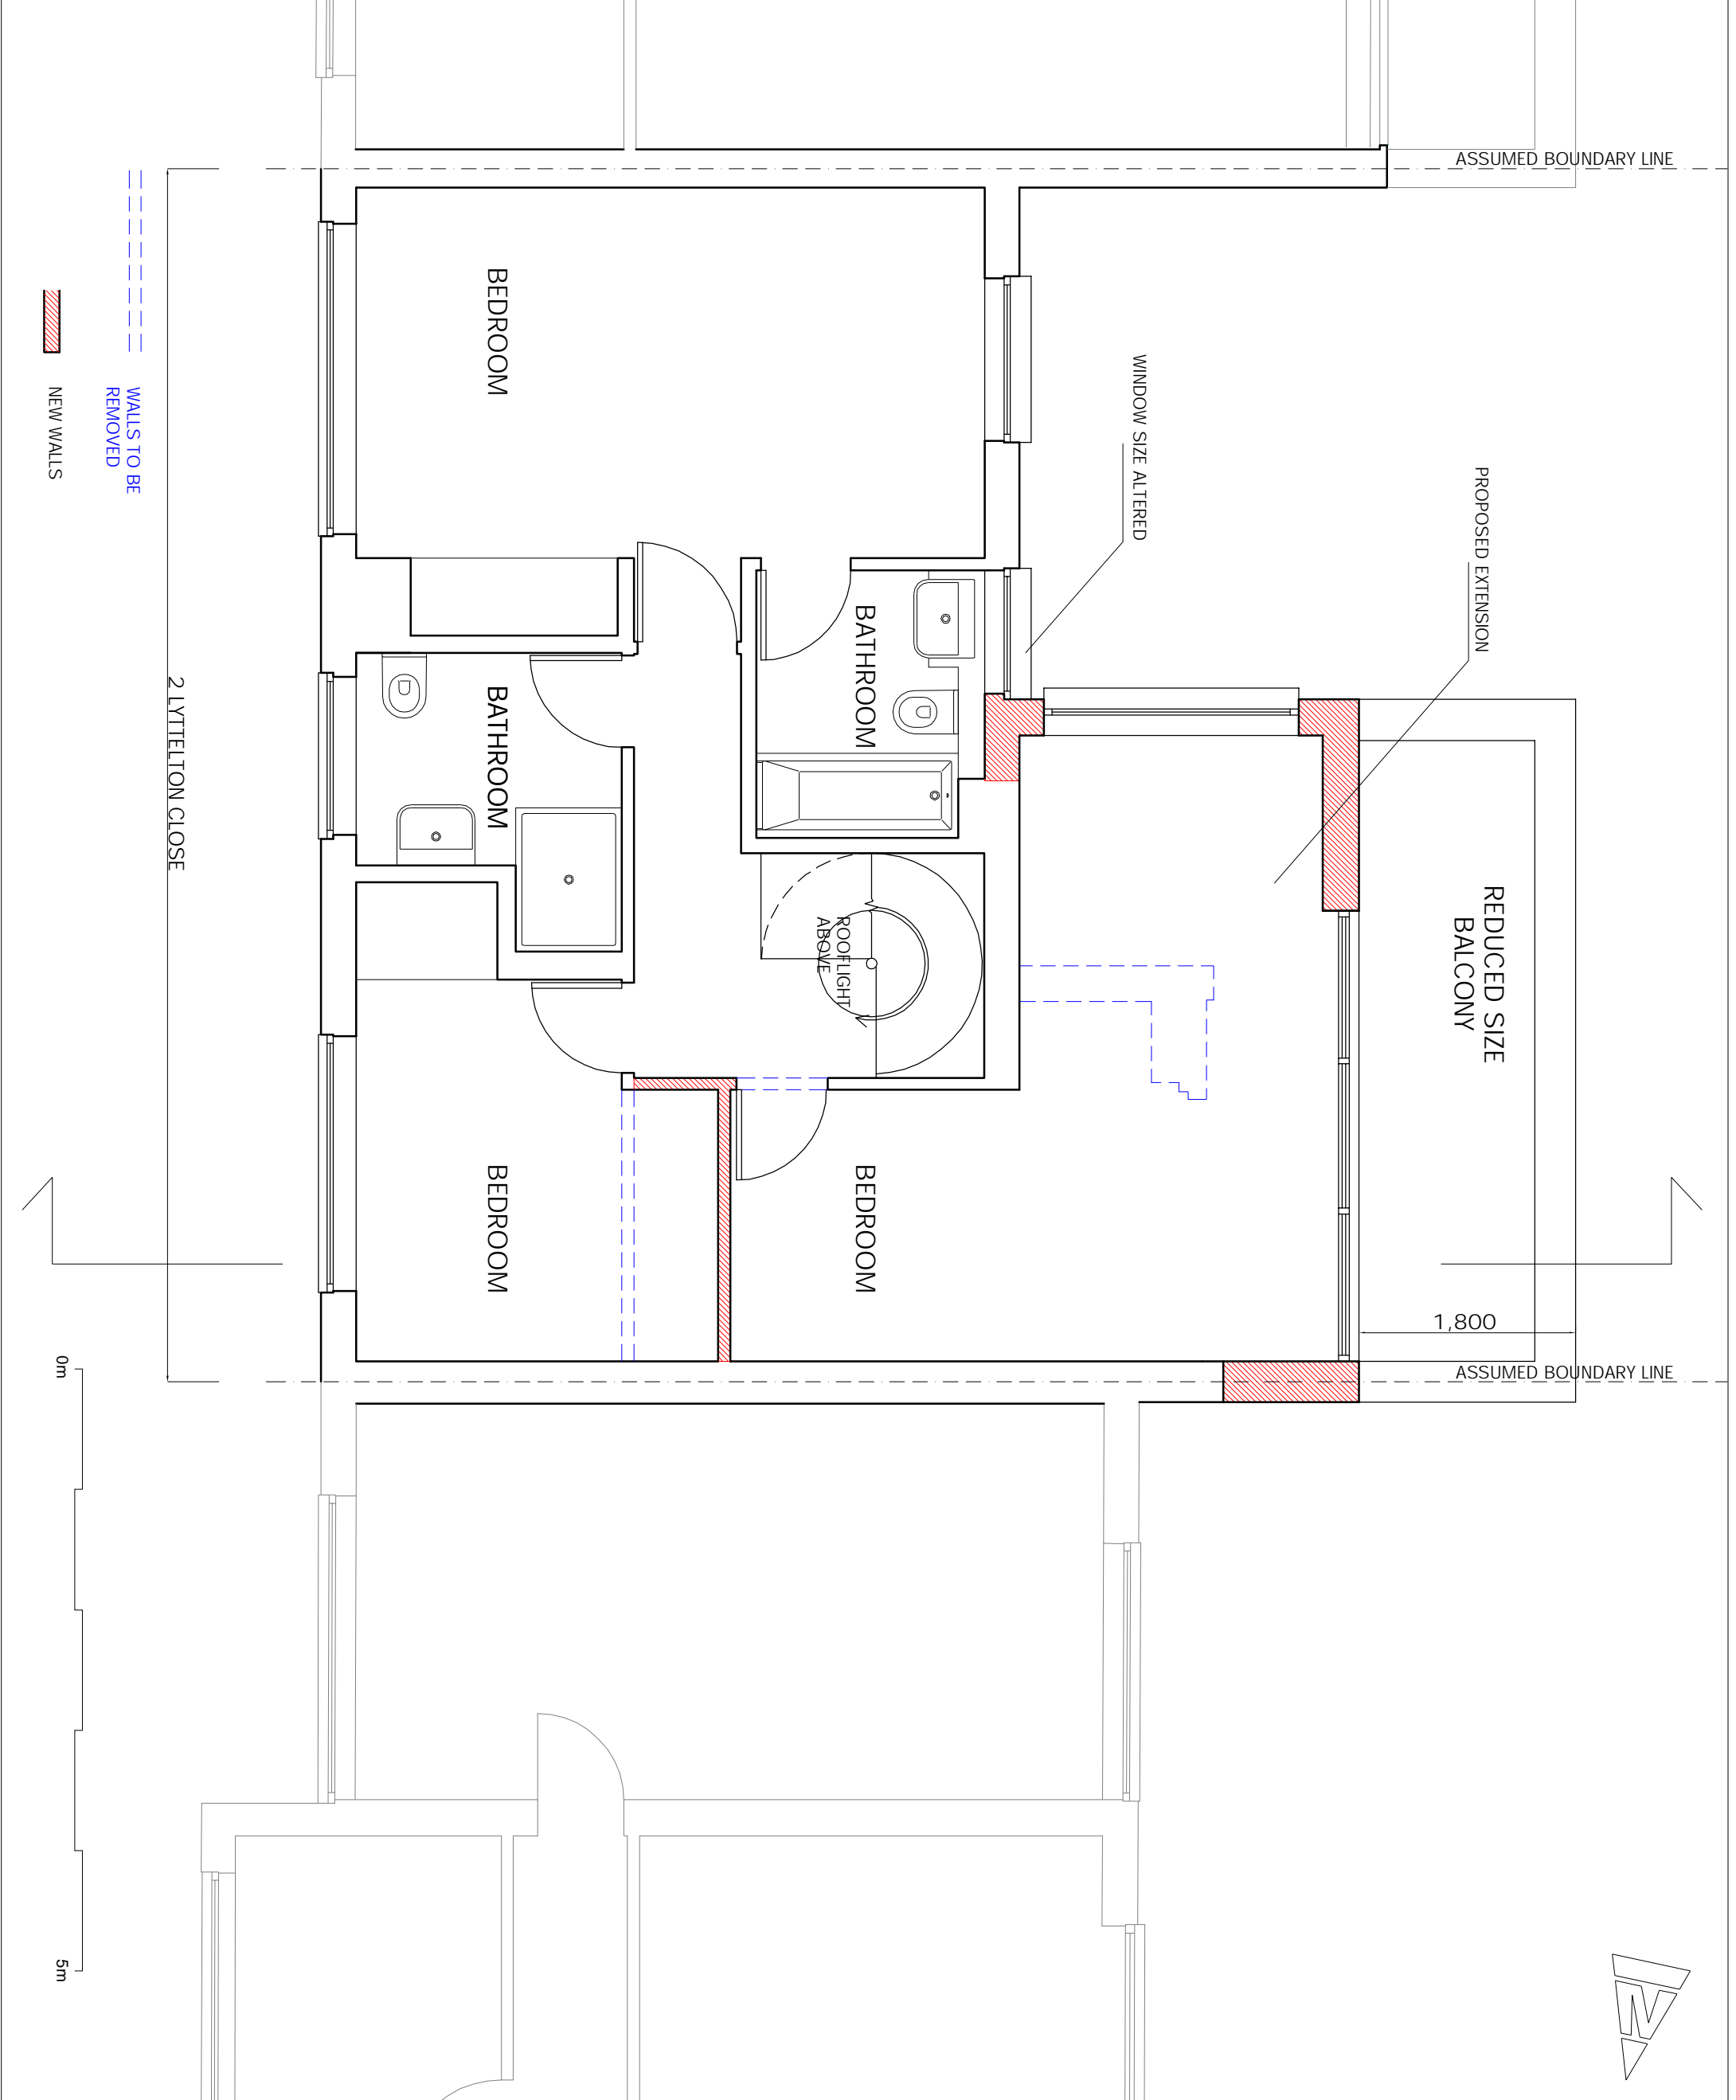 ASSUMED BOUNDARY LINE
BEDROOM
WINDOW SIZE ALTERED
PROPOSED EXTENSION
WALLS TO BE
REMOVED
NEW WALLS
BATHROOM
BATHROOM
2 LYTTELTON CLOSE
ROOFLIGHT
ABOVE
REDUCED SIZE
BALCONY
BEDROOM
BEDROOM
1,800
ASSUMED BOUNDARY LINE
0m
5m
N